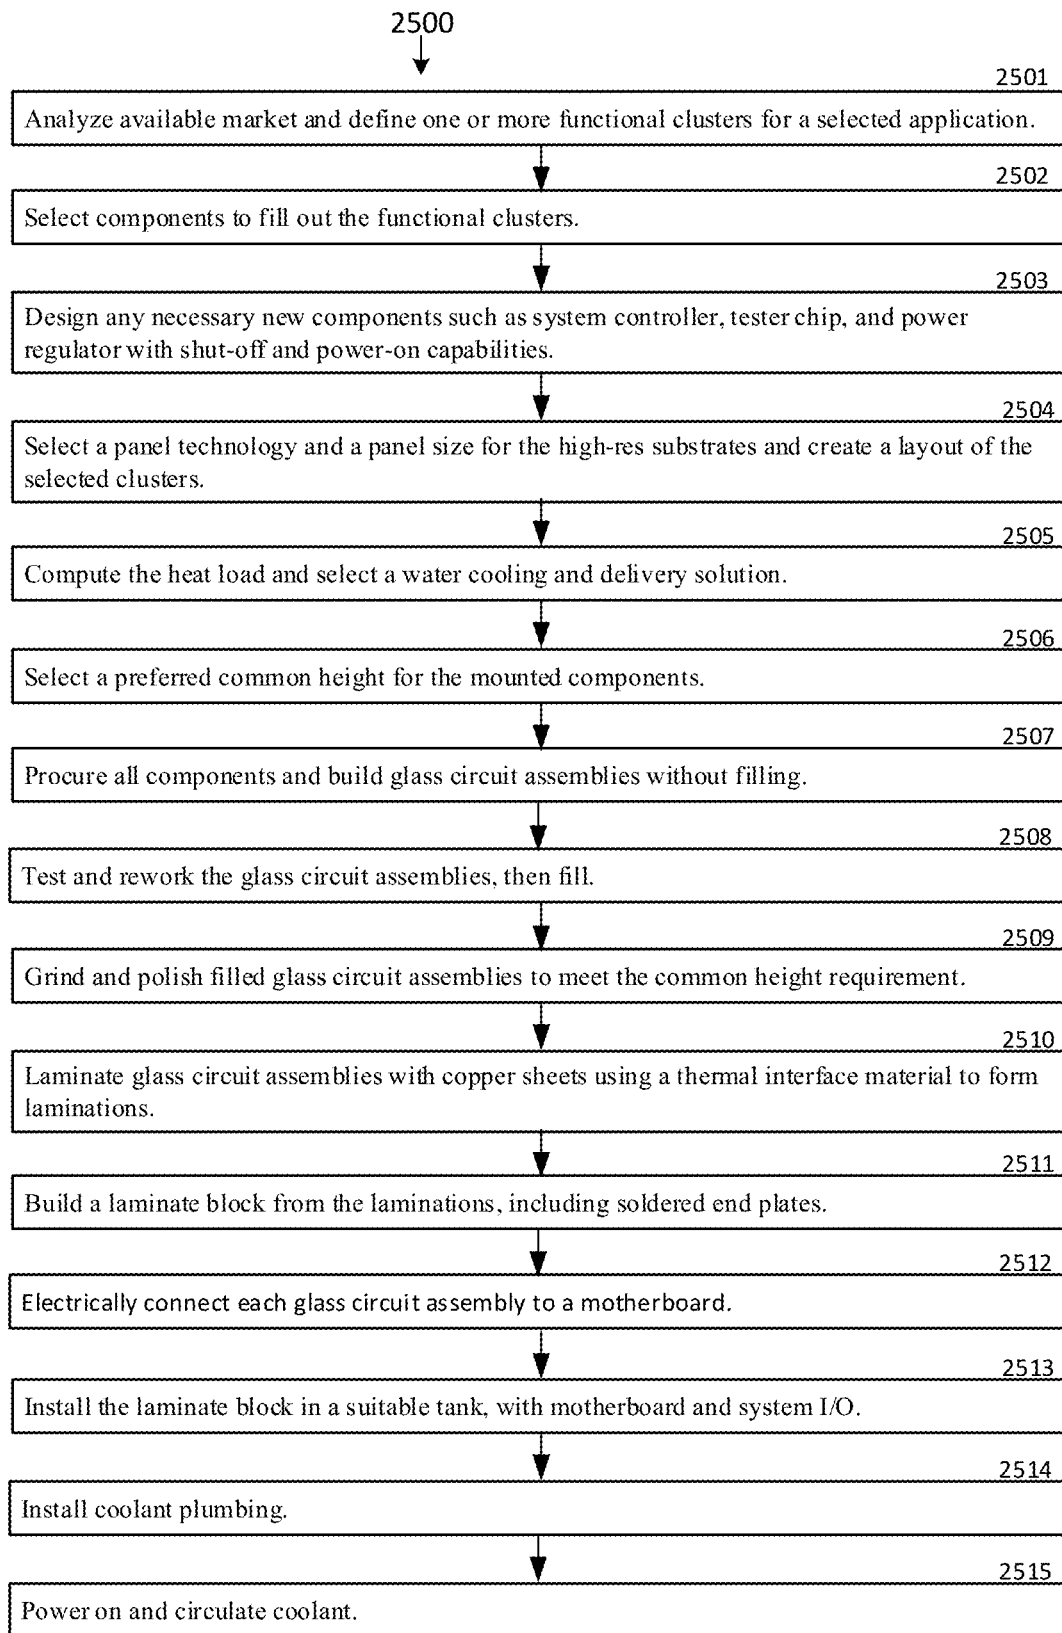 2500
2501
Analyze available market and define one or more functional clusters for a selected application.
2502
Select components to fill out the functional clusters.
2503
Design any necessary new components such as system controller, tester chip, and power
regulator with shut-off and power-on capabilities.
2504
Select a panel technology and a panel size for the high-res substrates and create a layout of the
selected clusters.
2505
Compute the heat load and select a water cooling and delivery solution.
2506
Select a preferred common height for the mounted components.
2507
Procure all components and build glass circuit assemblies without filling.
2508
Test and rework the glass circuit assemblies, then fill.
2509
Grind and polish filled glass circuit assemblies to meet the common height requirement.
2510
Laminate glass circuit assemblies with copper sheets using a thermal interface material to form
laminations.
2511
Build a laminate block from the laminations, including soldered end plates.
2512
Electrically connect each glass circuit assembly to a motherboard.
2513
Install the laminate block in a suitable tank, with motherboard and system I/O.
2514
Install coolant plumbing.
2515
Power on and circulate coolant.